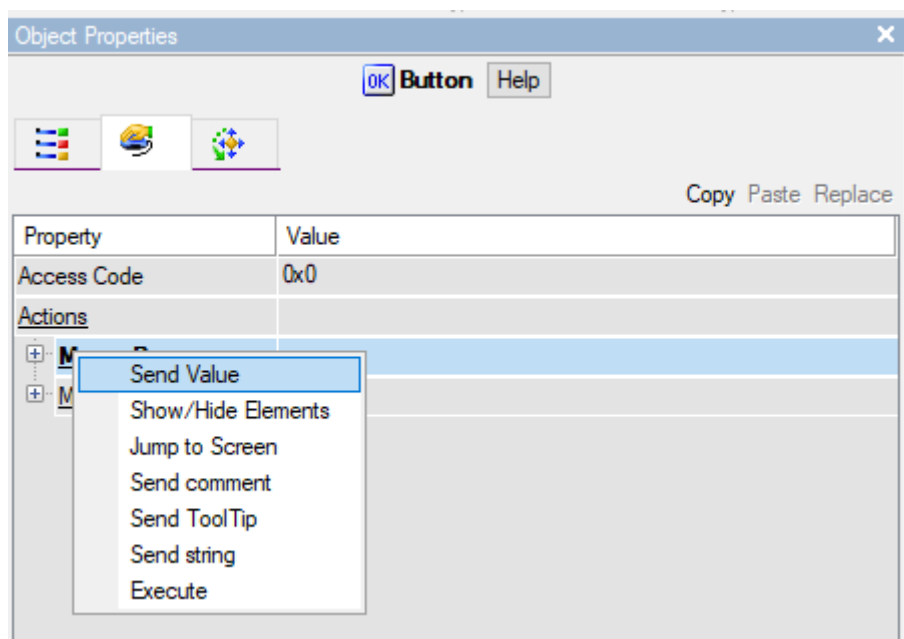 Object Properties
OK Button Help
Copy Paste Replace
Property Value
Access Code 0x0
Actions
Send Value
Show/Hide Elements
Jump to Screen
Send comment
Send ToolTip
Send string
Execute